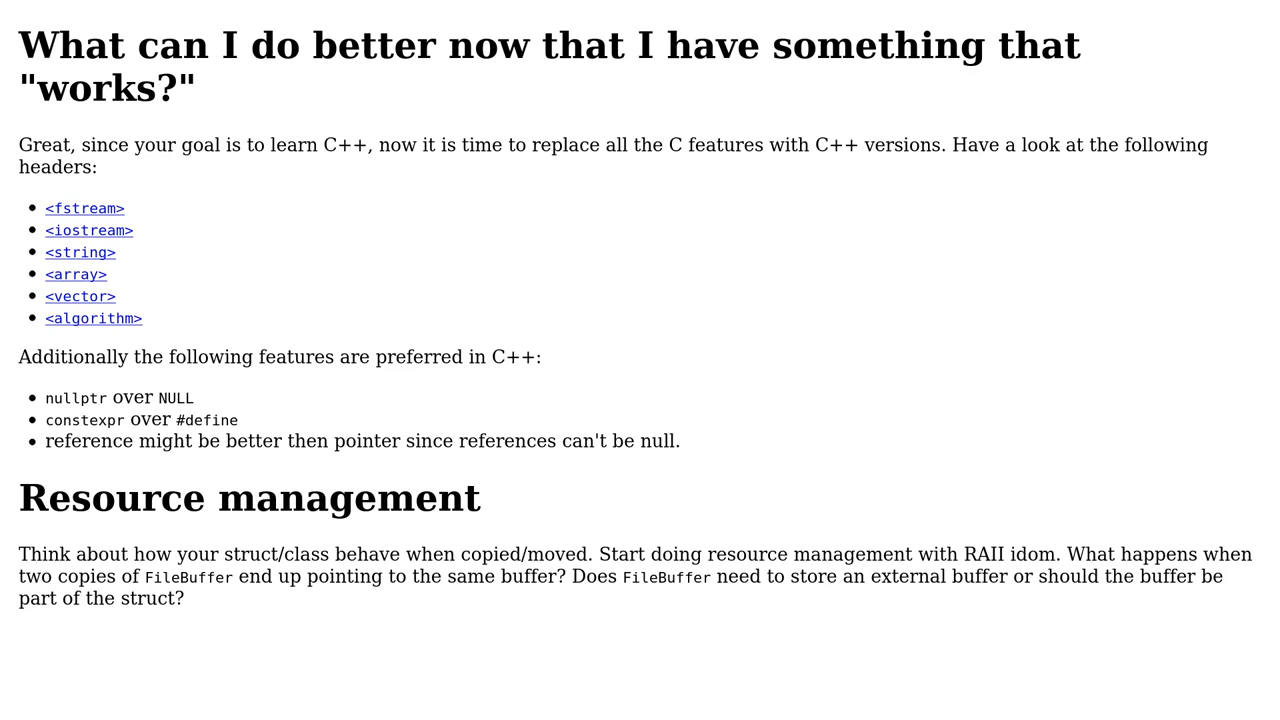 What can I do better now that I have something that
"works?"
Great, since your goal is to learn C++, now it is time to replace all the C features with C++ versions. Have a look at the following
headers:
<fstream>
<iostream>
<string>
<array>
<vector>
<algorithm>
Additionally the following features are preferred in C++:
nullptr over NULL
constexpr over #define
reference might be better then pointer since references can't be null.
Resource management
Think about how your struct/class behave when copied/moved. Start doing resource management with RAII idom. What happens when
two copies of FileBuffer end up pointing to the same buffer? Does FileBuffer need to store an external buffer or should the buffer be
part of the struct?